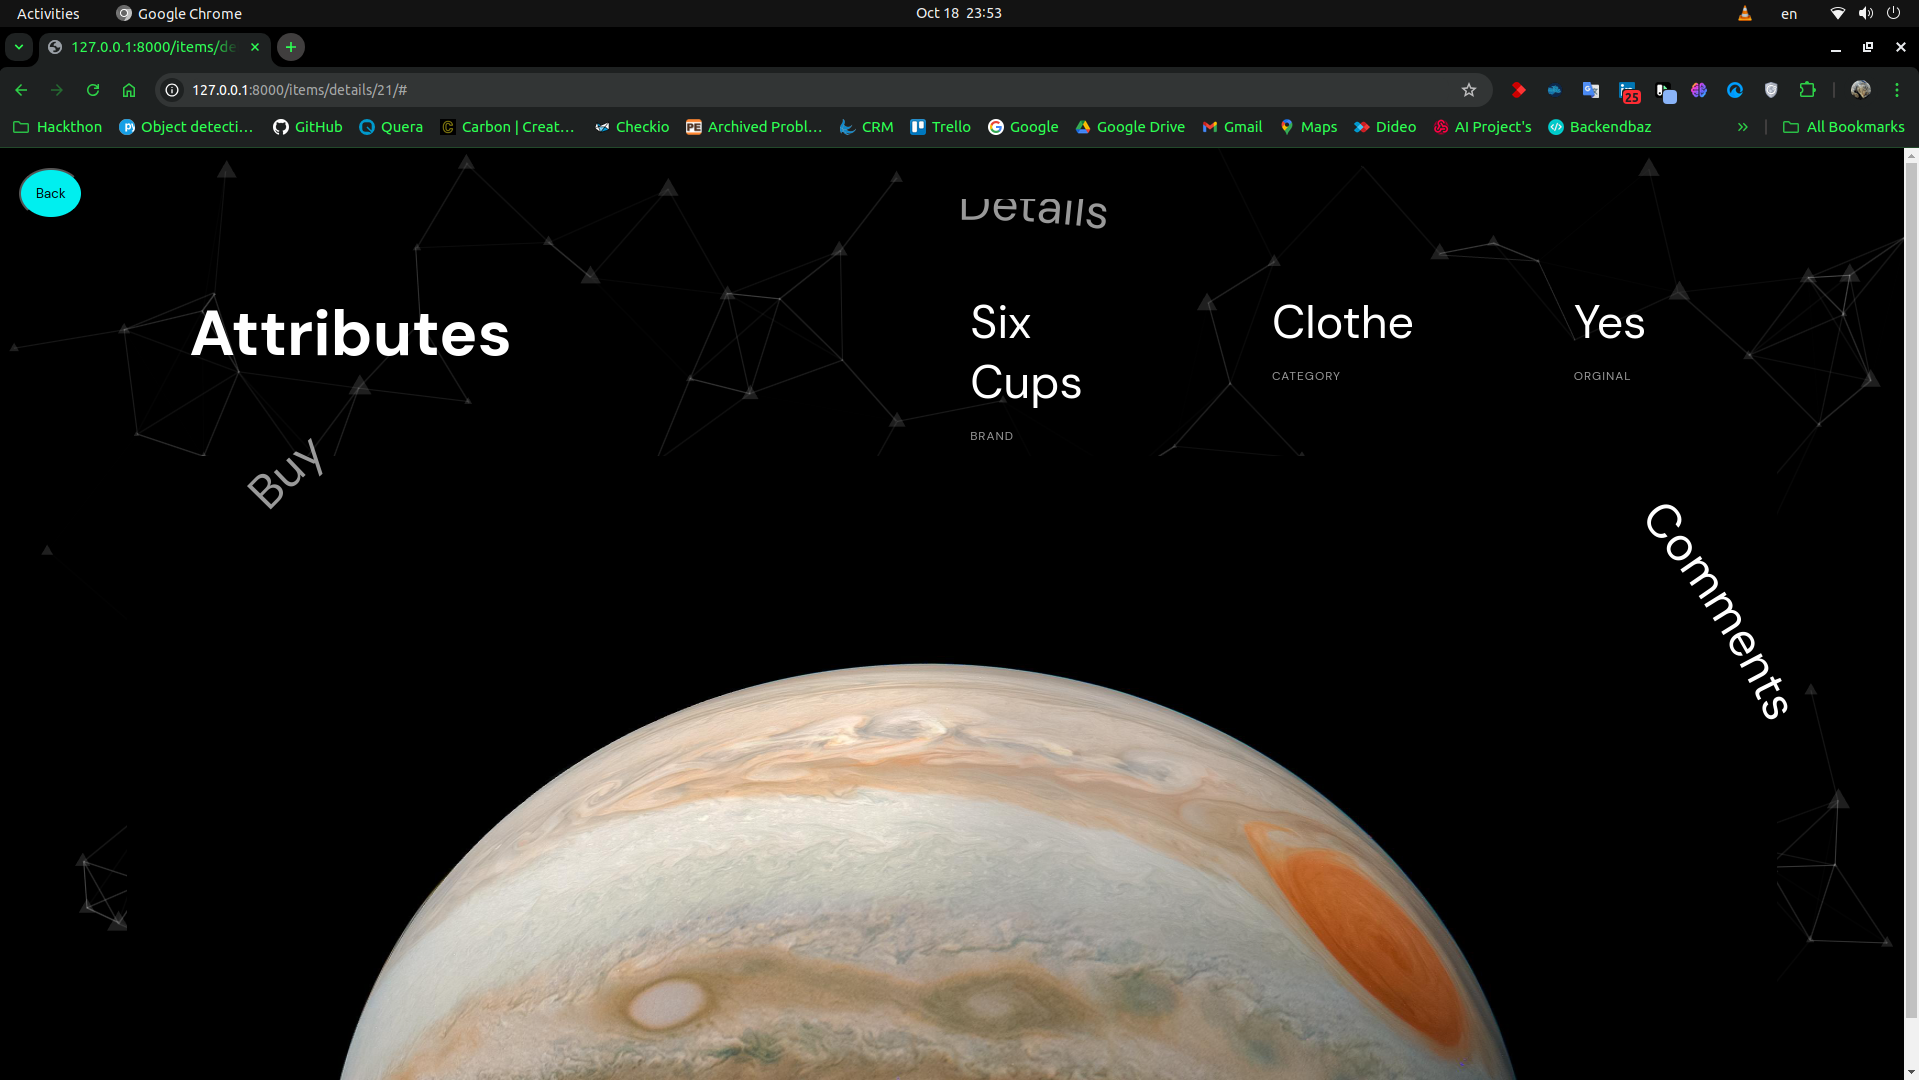 Activities
Google Chrome
Oct 18 23:53
en
127.0.0.1:8000/items/de
127.0.0.1:8000/items/details/21/#
25
Hackthon
Object detecti...
GitHub
Quera
Carbon | Creat...
Checkio
Archived Probl...
CRM
Trello
Google
Google Drive
Gmail
Maps
Dideo
AI Project's
Backendbaz
All Bookmarks
Back
Details
Attributes
Six
Cups
BRAND
Clothe
CATEGORY
Yes
ORGINAL
Buy
Comments